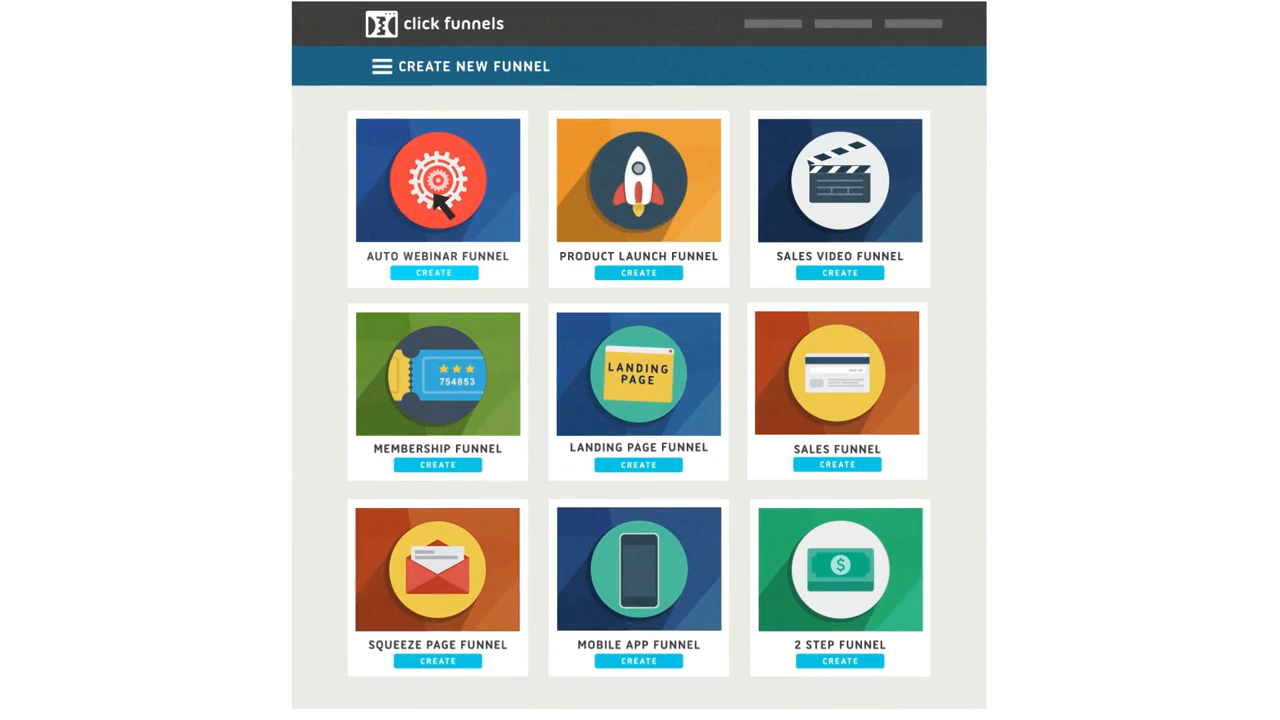 click funnels
CREATE NEW FUNNEL
AUTO WEBINAR FUNNEL
CREATE
PRODUCT LAUNCH FUNNEL
CREATE
SALES VIDEO FUNNEL
CREATE
754853
MEMBERSHIP FUNNEL
CREATE
LANDING
PAGE
LANDING PAGE FUNNEL
CREATE
SALES FUNNEL
CREATE
SQUEEZE PAGE FUNNEL
CREATE
MOBILE APP FUNNEL
CREATE
$
2 STEP FUNNEL
CREATE